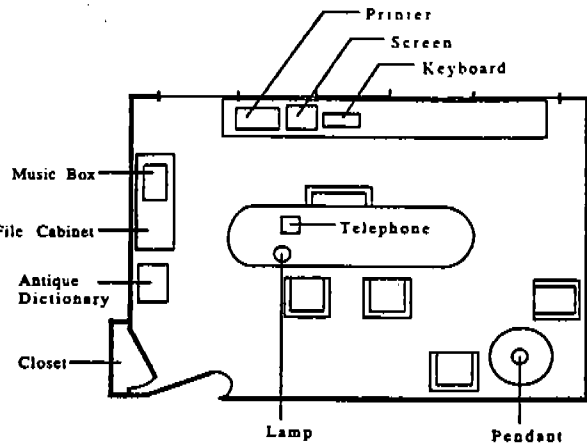 Printer
Screen
Keyboard
Music Box
File Cabinet
Telephone
Antique
Dictionary
Closet
Lamp
Pendant